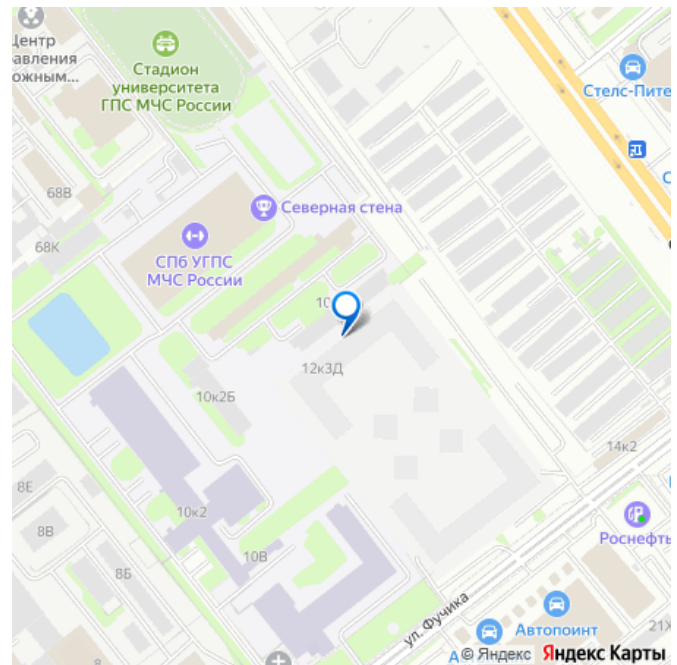 Центр
авления
ожным...
Стадион
университета
ГПС МЧС России
Стелс-Пите
68В
Северная стена
68К
СПб УГПС
МЧС России
10
12к3Д
10к2Б
14к2
8Е
10к2
Роснефть
8В
10В
8Б
ул. Фучика
Автопоинт
21
© Яндекс Яндекс Карты